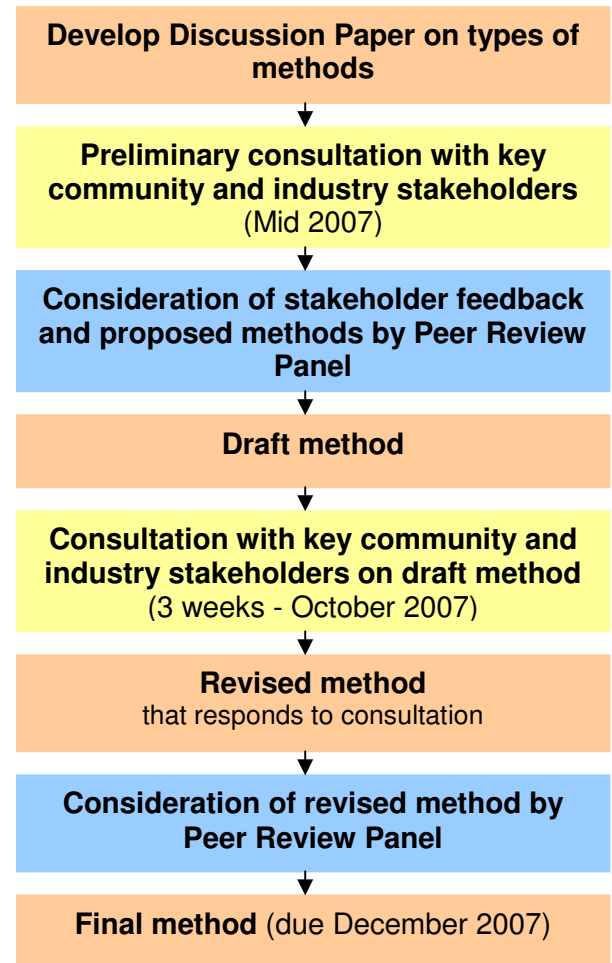 Develop Discussion Paper on types of
methods
Preliminary consultation with key
community and industry stakeholders
(Mid 2007)
Consideration of stakeholder feedback
and proposed methods by Peer Review
Panel
Draft method
Consultation with key community and
industry stakeholders on draft method
(3 weeks - October 2007)
Revised method
that responds to consultation
Consideration of revised method by
Peer Review Panel
Final method (due December 2007)